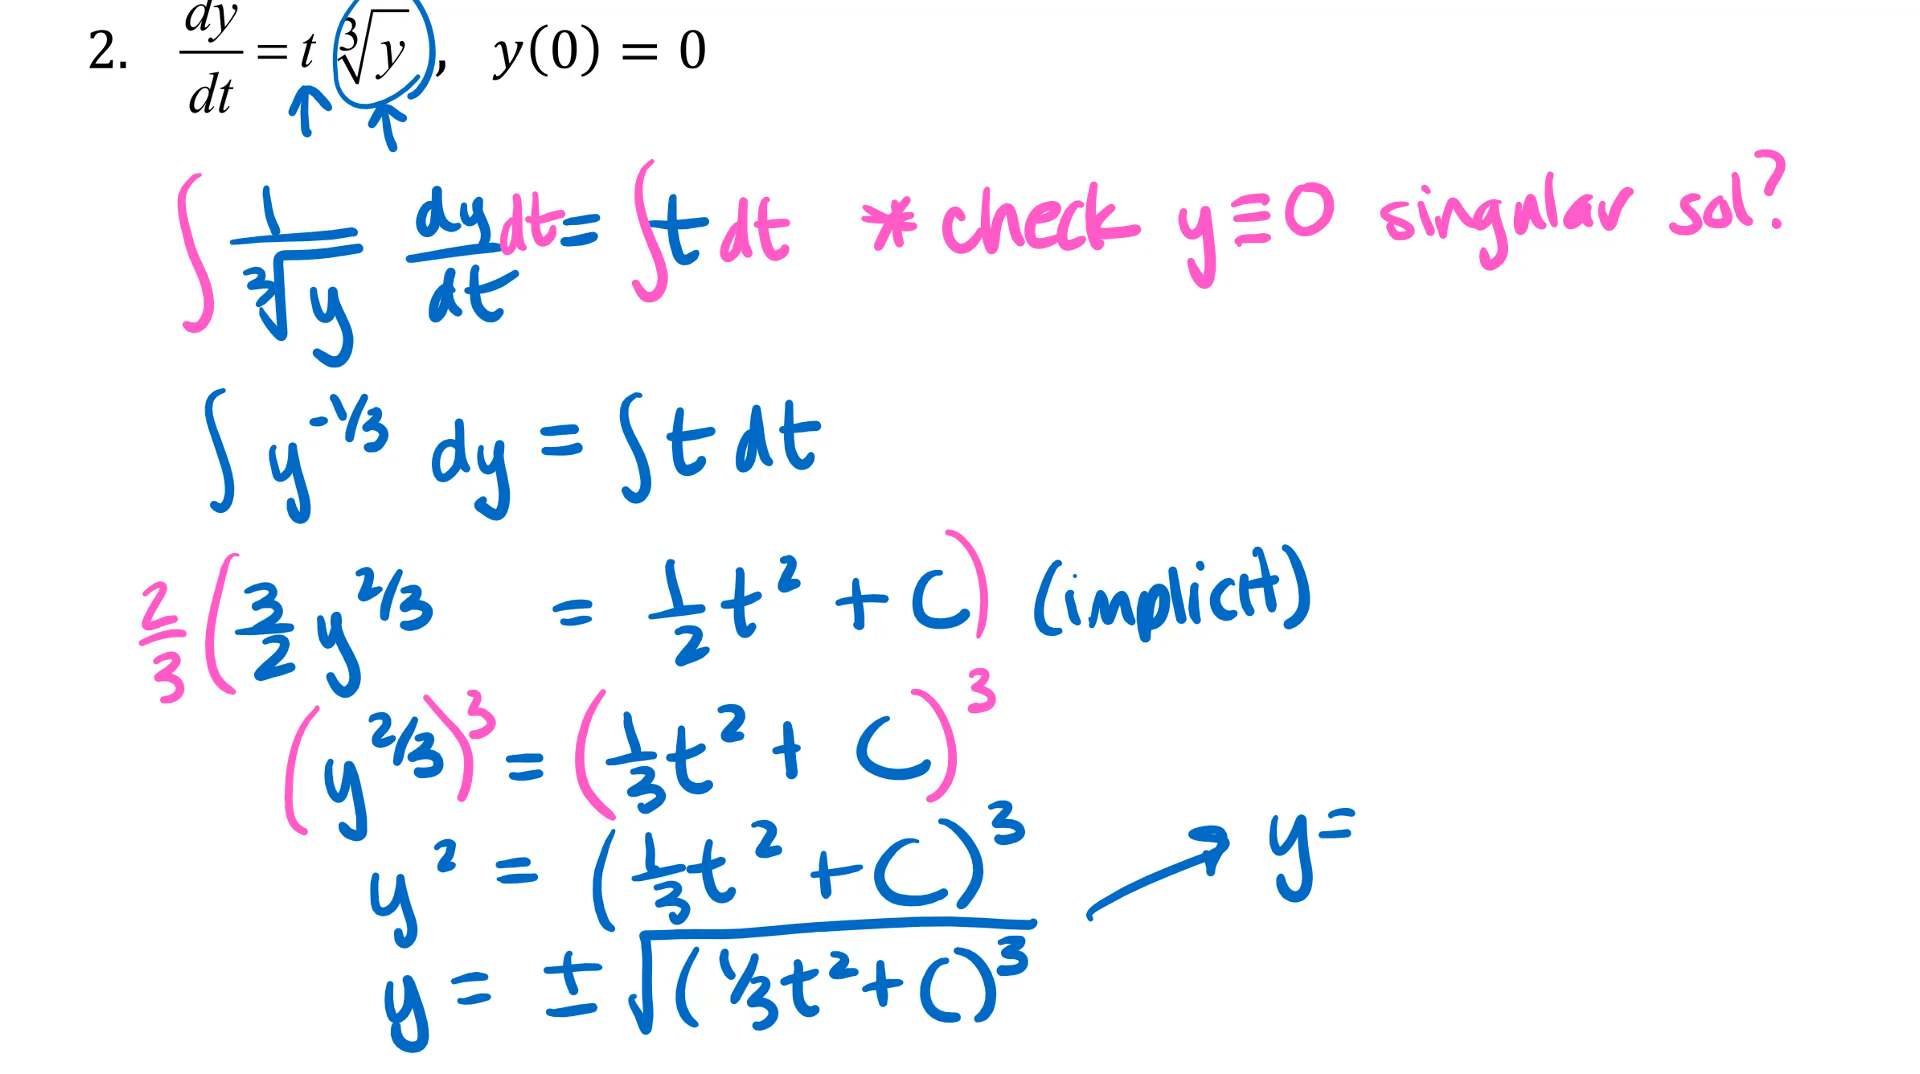 2. dy/dt = t ∛y, y(0) = 0
∫ 1/∛y dy/dt dt = ∫ t dt * check y ≡ 0 singular sol?
∫ y^(-1/3) dy = ∫ t dt
2/3 ( 3/2 y^(2/3) = 1/2 t² + C ) (implicit)
( y^(2/3) )³ = ( 1/3 t² + C )³
y² = ( 1/3 t² + C )³ → y =
y = ± √( (1/3 t² + C)³ )